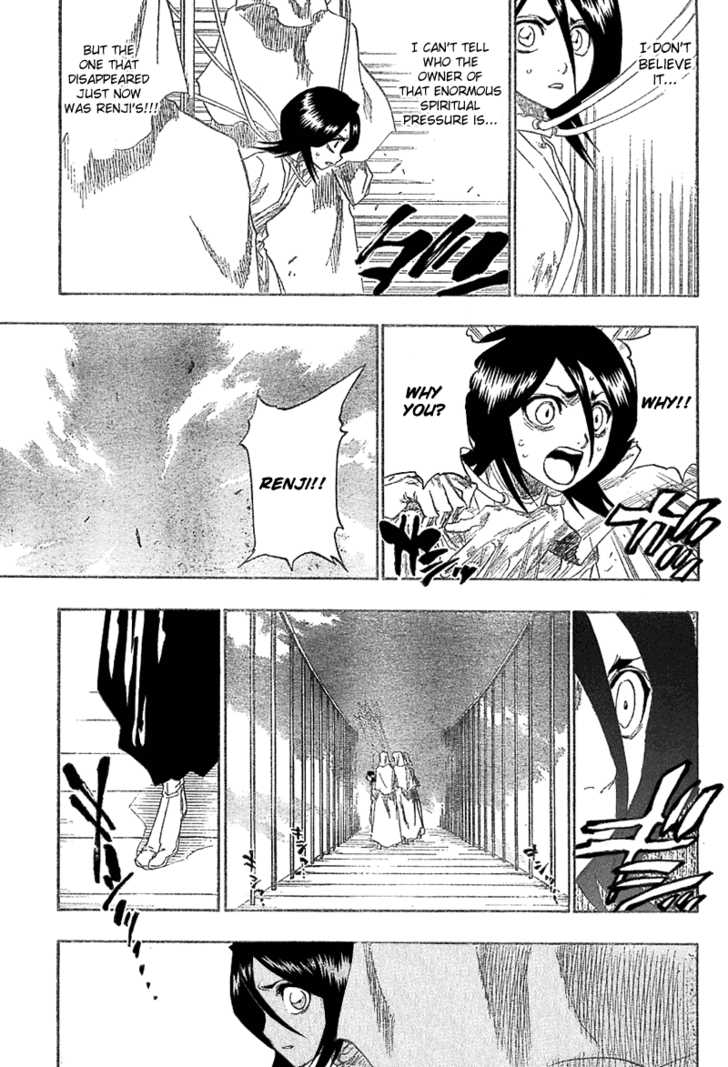 I DON'T
BELIEVE
IT...
I CAN'T TELL
WHO THE
OWNER OF
THAT ENORMOUS
SPIRITUAL
PRESSURE IS...
BUT THE
ONE THAT
DISAPPEARED
JUST NOW
WAS RENJI'S!!!
WHY!!
WHY
YOU?
RENJI!!